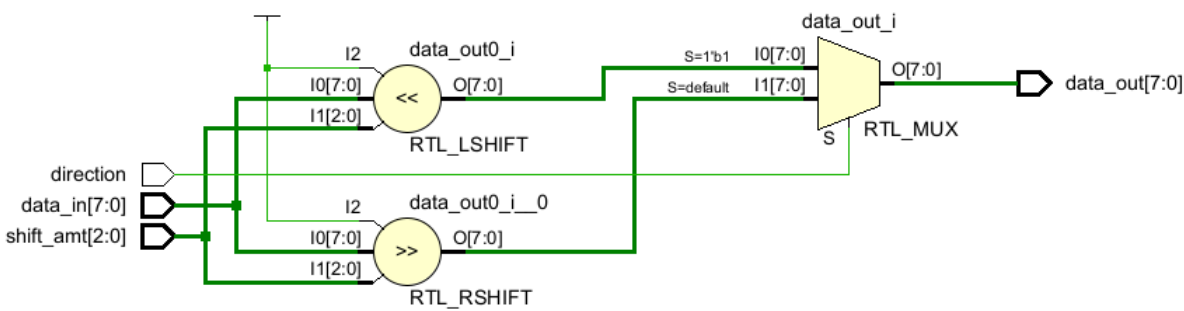 data_out_i
data_out0_i
I2
I0[7:0]
<<
O[7:0]
I1[2:0]
RTL_LSHIFT
S=1'b1
I0[7:0]
S=default
I1[7:0]
O[7:0]
data_out[7:0]
S
RTL_MUX
direction
data_in[7:0]
shift_amt[2:0]
data_out0_i__0
I2
I0[7:0]
>>
O[7:0]
I1[2:0]
RTL_RSHIFT